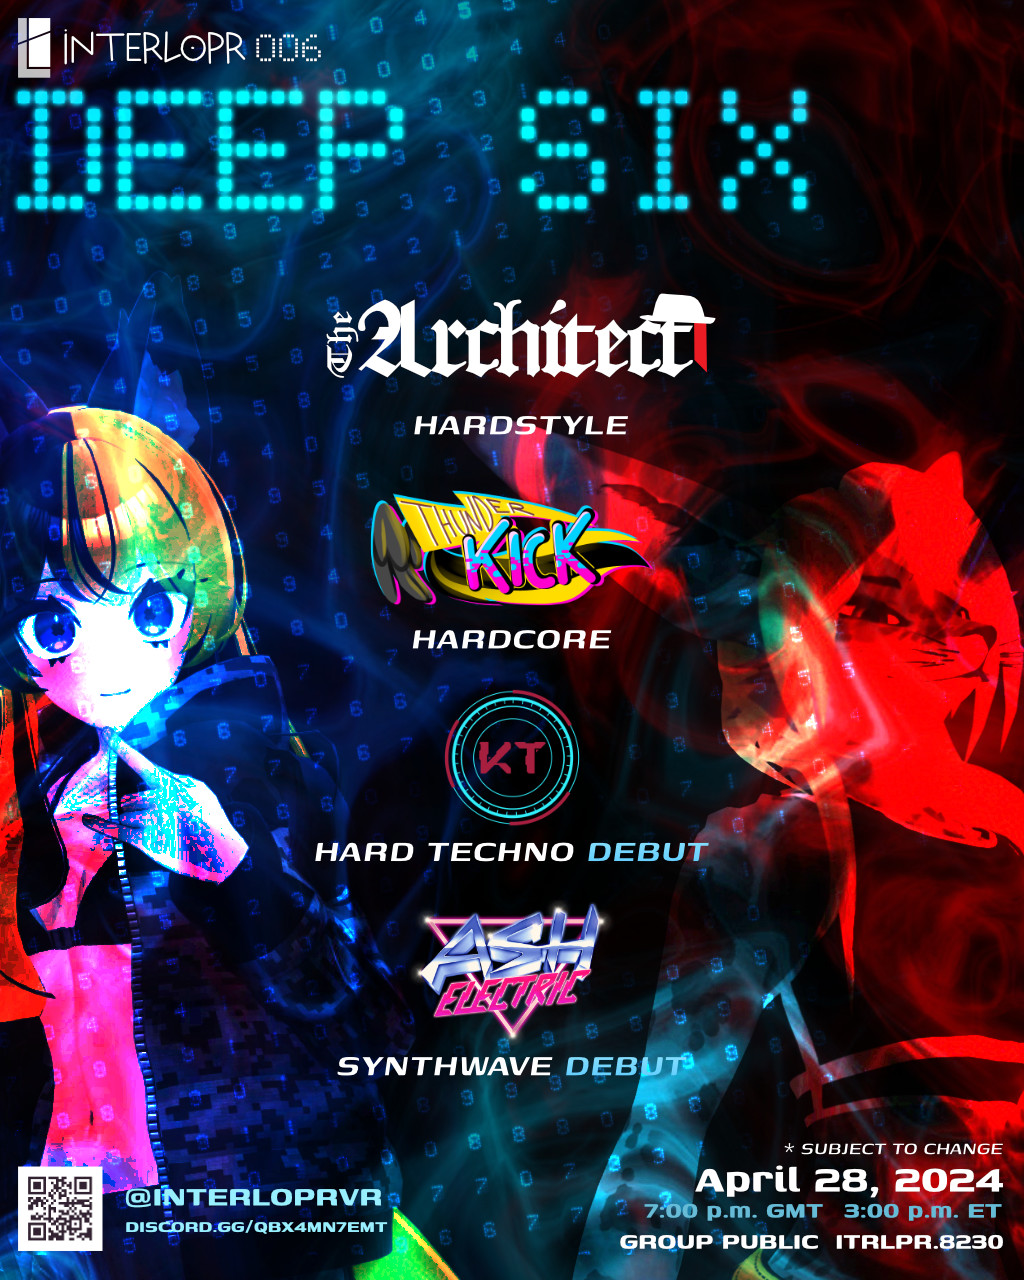 INTERLOPR 006
DEEP SIX
The Architect
HARDSTYLE
THUNDER
KICK
HARDCORE
KT
HARD TECHNO DEBUT
ASH
ELECTRIC
SYNTHWAVE DEBUT
* SUBJECT TO CHANGE
April 28, 2024
7:00 p.m. GMT 3:00 p.m. ET
GROUP PUBLIC ITRLPR.8230
@INTERLOPRVR
DISCORD.GG/QBX4MN7EMT